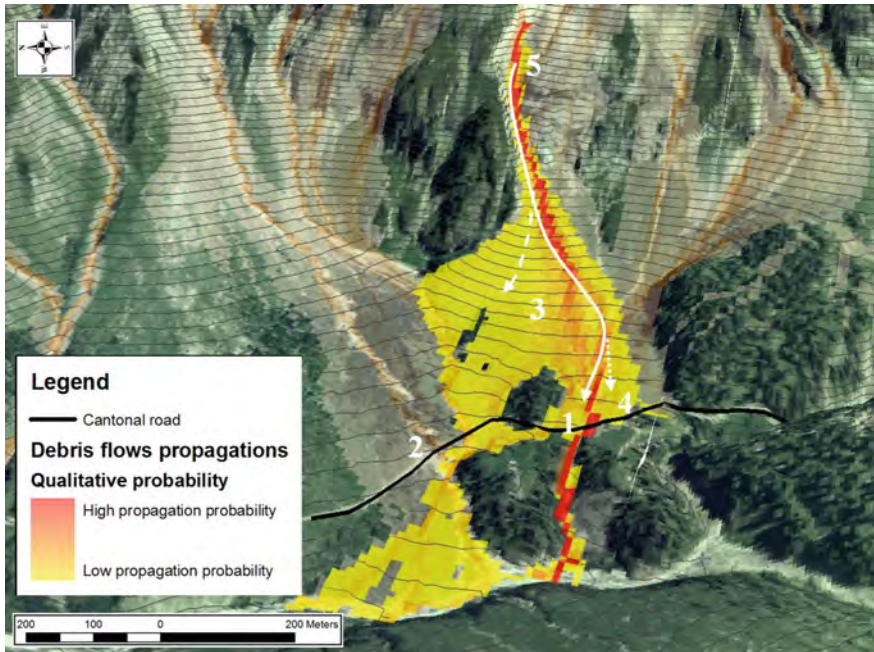 E
N S
W
5
3
4
1
2
Legend
Cantonal road
Debris flows propagations
Qualitative probability
High propagation probability
Low propagation probability
200 100 0 200 Meters